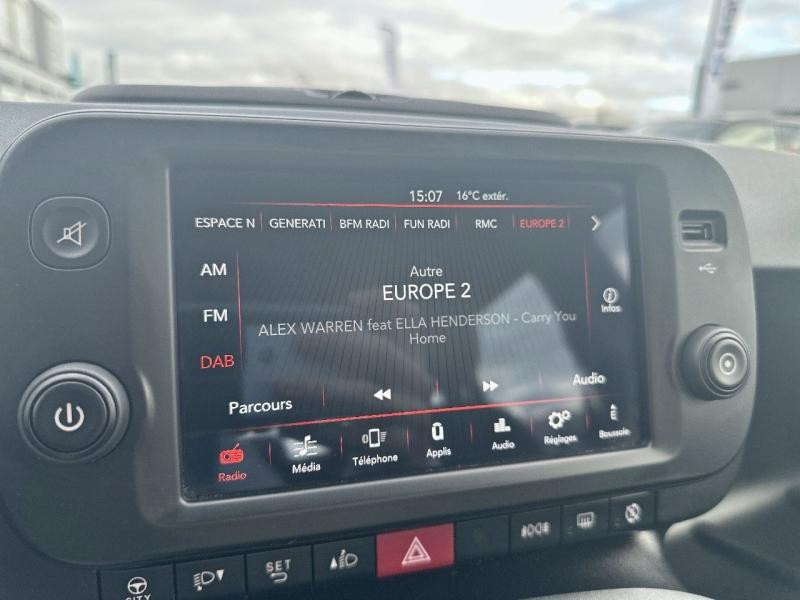 15:07 16°C extér.
ESPACE N GENERATI BFM RADI FUN RADI RMC EUROPE 2
AM
Autre
EUROPE 2
FM
Infos
ALEX WARREN feat ELLA HENDERSON - Carry You
Home
DAB
Parcours
Audio
Radio Média Téléphone Applis Audio Réglages Boussole
SET
CITY